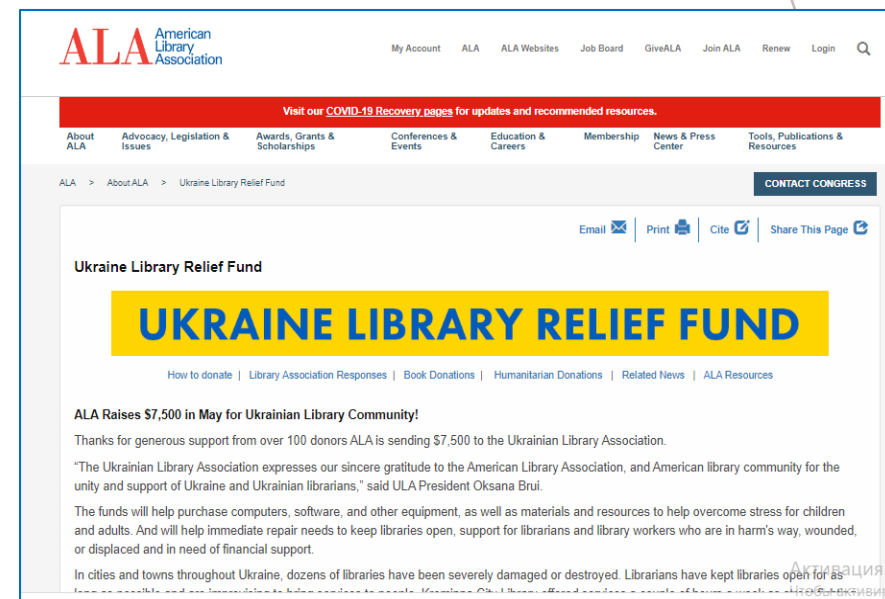 ALA American
Library
Association
My Account ALA ALA Websites Job Board GiveALA Join ALA Renew Login
Visit our COVID-19 Recovery pages for updates and recommended resources.
About ALA Advocacy, Legislation & Issues Awards, Grants & Scholarships Conferences & Events Education & Careers Membership News & Press Center Tools, Publications & Resources
ALA > About ALA > Ukraine Library Relief Fund
CONTACT CONGRESS
Email Print Cite Share This Page
Ukraine Library Relief Fund
UKRAINE LIBRARY RELIEF FUND
How to donate | Library Association Responses | Book Donations | Humanitarian Donations | Related News | ALA Resources
ALA Raises $7,500 in May for Ukrainian Library Community!
Thanks for generous support from over 100 donors ALA is sending $7,500 to the Ukrainian Library Association.
“The Ukrainian Library Association expresses our sincere gratitude to the American Library Association, and American library community for the
unity and support of Ukraine and Ukrainian librarians,” said ULA President Oksana Brui.
The funds will help purchase computers, software, and other equipment, as well as materials and resources to help overcome stress for children
and adults. And will help immediate repair needs to keep libraries open, support for librarians and library workers who are in harm's way, wounded,
or displaced and in need of financial support.
In cities and towns throughout Ukraine, dozens of libraries have been severely damaged or destroyed. Librarians have kept libraries open for as
Активация